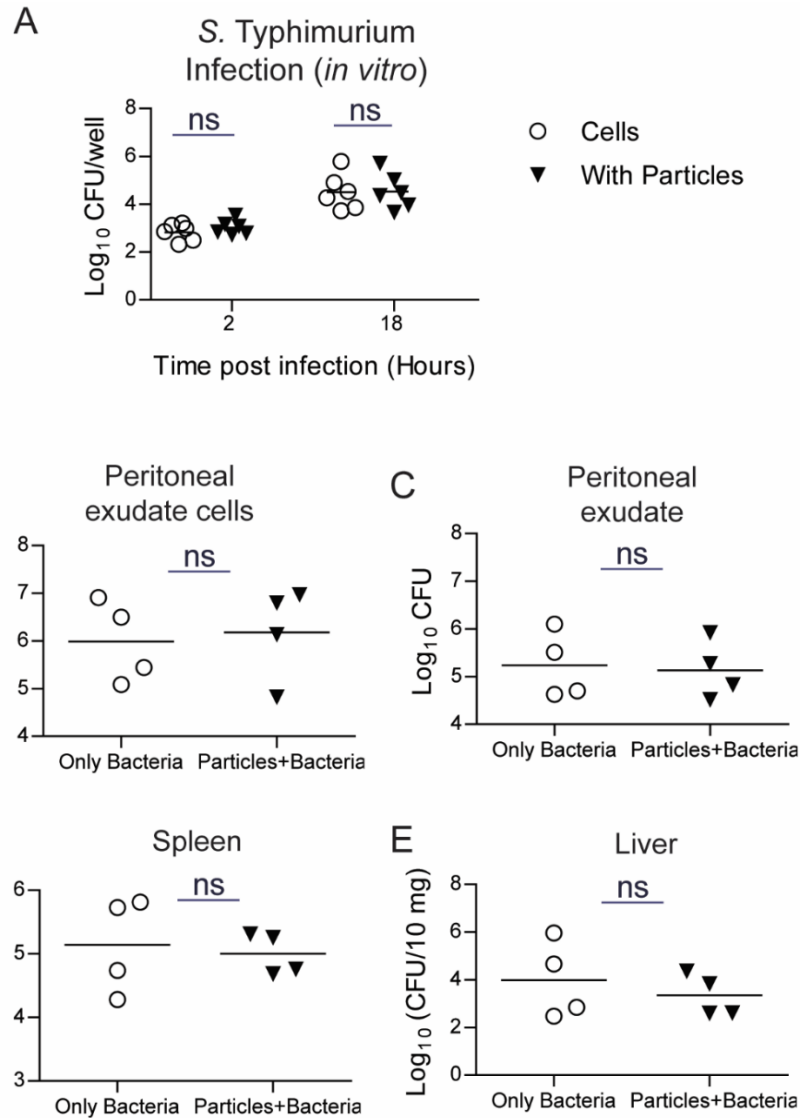 A
S. Typhimurium
Infection (in vitro)
8
6
4
2
0
Log10 CFU/well
ns
ns
2
18
Time post infection (Hours)
Cells
With Particles
Peritoneal
exudate cells
8
7
6
5
4
ns
Only Bacteria
Particles+Bacteria
C
Peritoneal
exudate
Log10 CFU
8
7
6
5
4
ns
Only Bacteria
Particles+Bacteria
Spleen
6
5
4
3
ns
Only Bacteria
Particles+Bacteria
E
Liver
Log10 (CFU/10 mg)
8
6
4
2
0
ns
Only Bacteria
Particles+Bacteria